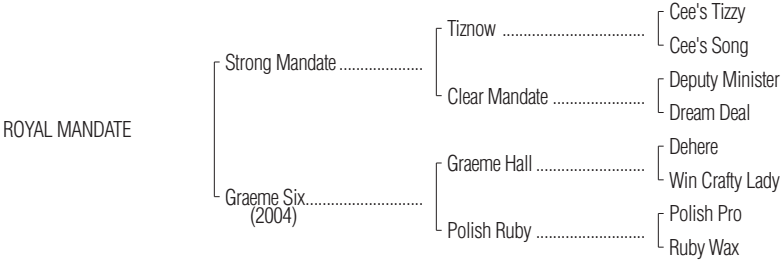 Cee's Tizzy
Tiznow ................................
Cee's Song
Strong Mandate ...................
Deputy Minister
Clear Mandate ....................
Dream Deal
ROYAL MANDATE
Dehere
Graeme Hall ........................
Win Crafty Lady
Graeme Six..........................
(2004)
Polish Pro
Polish Ruby ........................
Ruby Wax